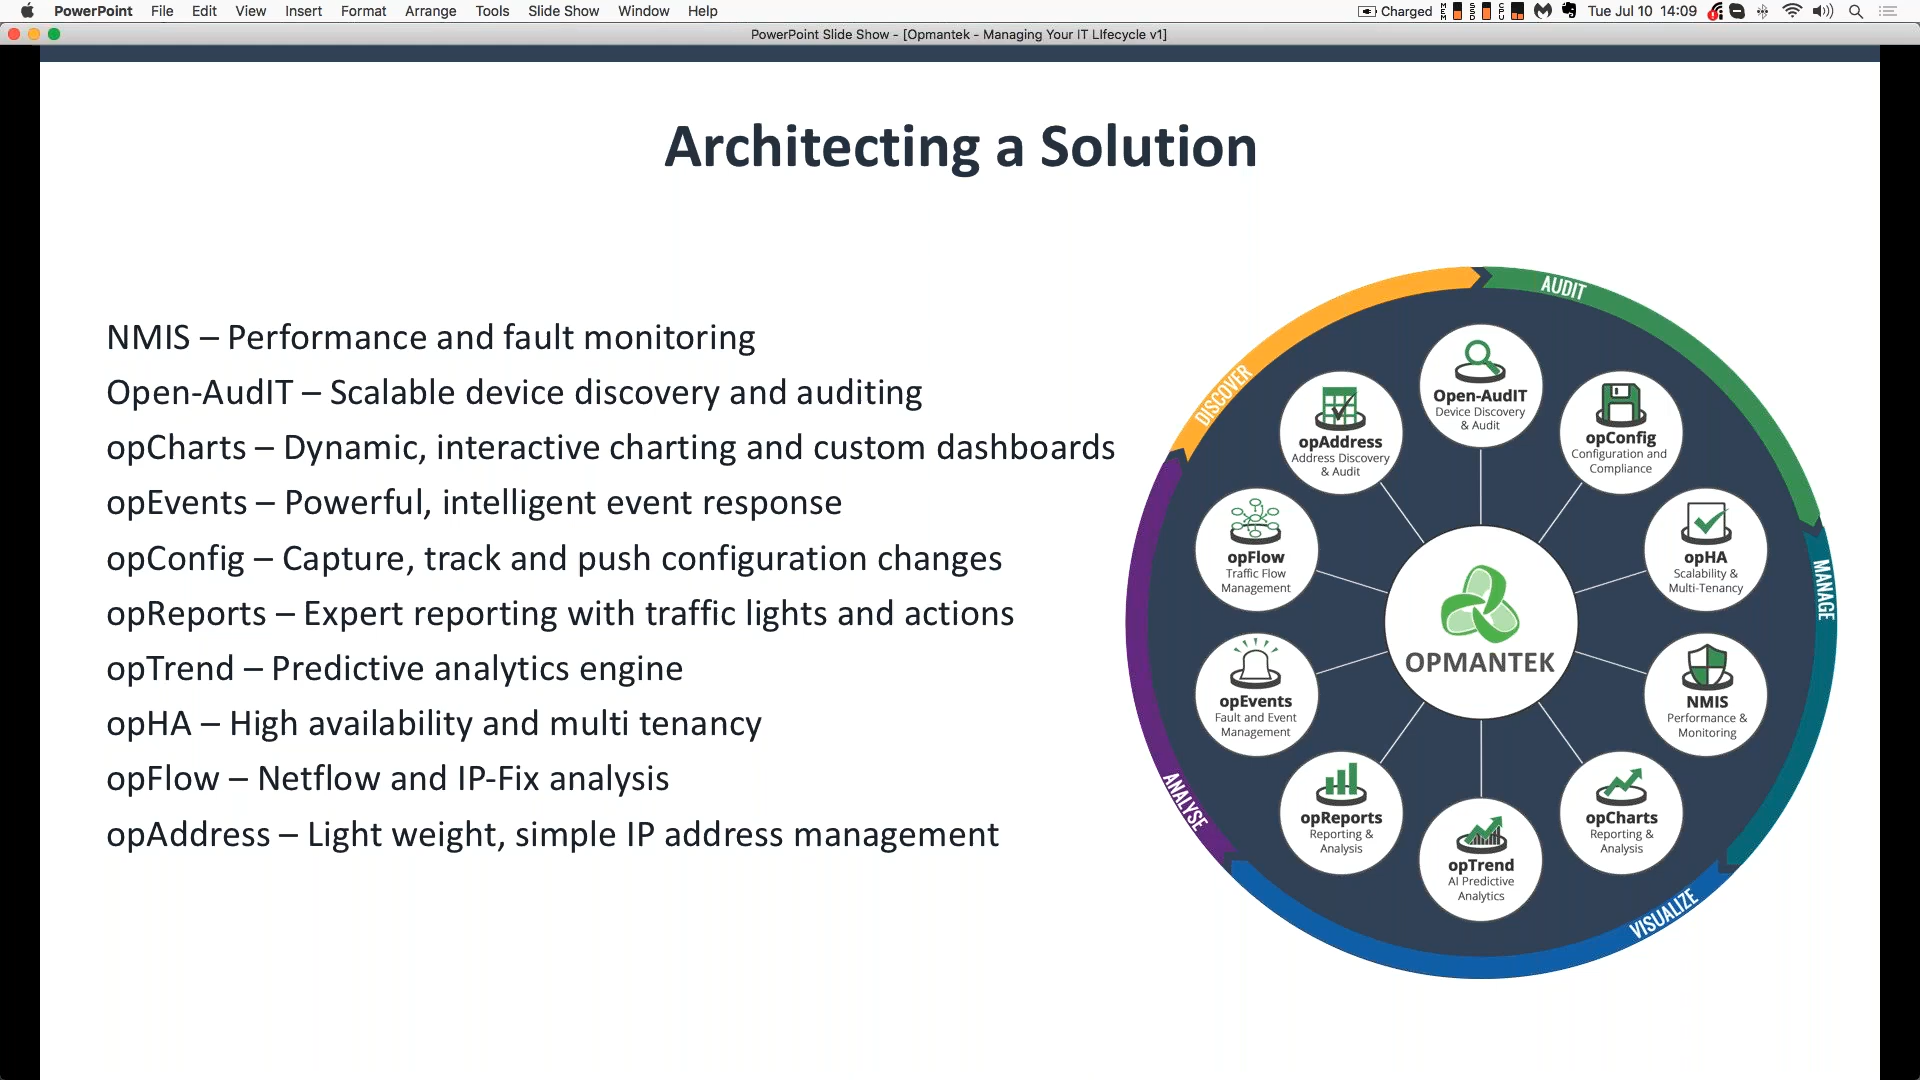 PowerPoint File Edit View Insert Format Arrange Tools Slide Show Window Help Charged MEM SSD CPU Tue Jul 10 14:09
PowerPoint Slide Show - [Opmantek - Managing Your IT LIfecycle v1]
Architecting a Solution
NMIS – Performance and fault monitoring
Open-AudIT – Scalable device discovery and auditing
opCharts – Dynamic, interactive charting and custom dashboards
opEvents – Powerful, intelligent event response
opConfig – Capture, track and push configuration changes
opReports – Expert reporting with traffic lights and actions
opTrend – Predictive analytics engine
opHA – High availability and multi tenancy
opFlow – Netflow and IP-Fix analysis
opAddress – Light weight, simple IP address management
DISCOVER
AUDIT
MANAGE
VISUALIZE
ANALYSE
Open-AudIT
Device Discovery
& Audit
opConfig
Configuration and
Compliance
opHA
Scalability &
Multi-Tenancy
NMIS
Performance &
Monitoring
opCharts
Reporting &
Analysis
opTrend
AI Predictive
Analytics
opReports
Reporting &
Analysis
opEvents
Fault and Event
Management
opFlow
Traffic Flow
Management
opAddress
Address Discovery
& Audit
OPMANTEK